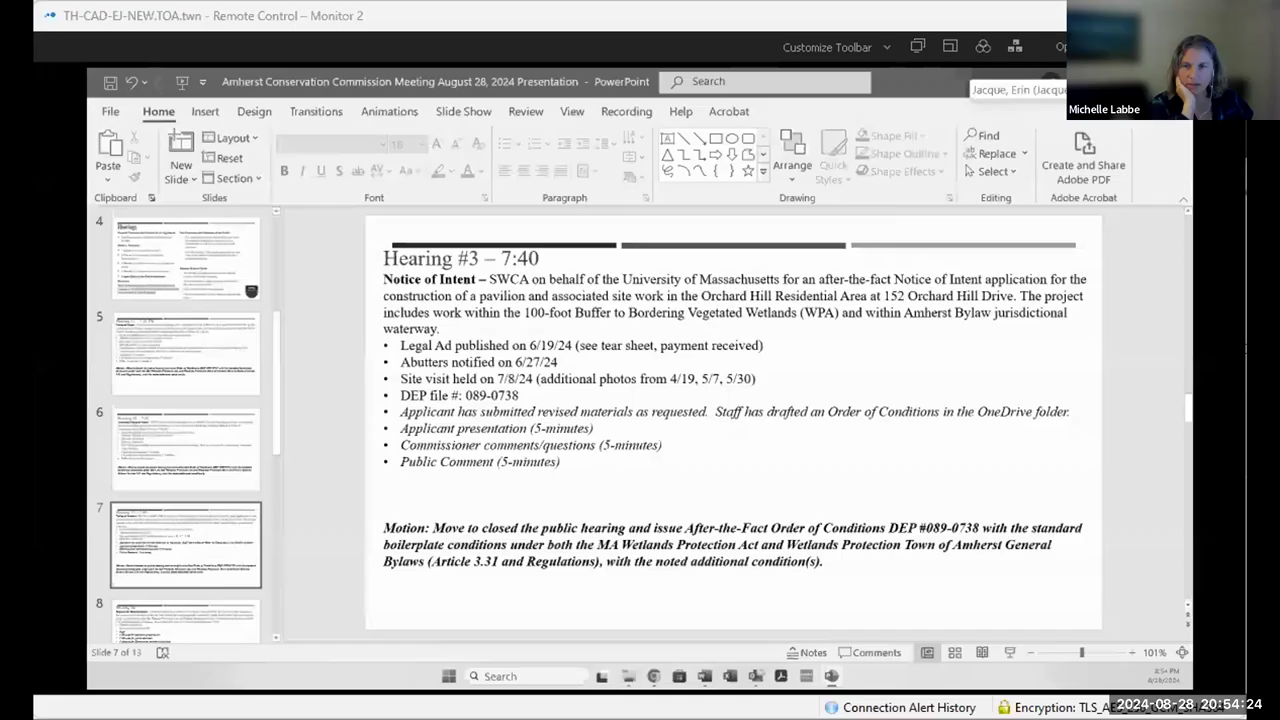 TH-CAD-EJ-NEW.TOA.twn - Remote Control – Monitor 2
Customize Toolbar
Michelle Labbe
Amherst Conservation Commission Meeting August 28, 2024 Presentation - PowerPoint
Search
Jacque, Erin (Jacque
File Home Insert Design Transitions Animations Slide Show Review View Recording Help Acrobat
Paste
New
Slide
Layout
Reset
Section
18
B I U S ab AV Aa A
Shape Fill
Shape Outline
Shape Effects
Arrange
Quick
Styles
Find
Replace
Select
Create and Share
Adobe PDF
Clipboard Slides Font Paragraph Drawing Editing Adobe Acrobat
4
5
6
7
8
Hearing #3 – 7:40
Notice of Intent – SWCA on behalf of the University of Massachusetts for an after-the-fact Notice of Intent application for the
construction of a pavilion and associated site work in the Orchard Hill Residential Area at 152 Orchard Hill Drive. The project
includes work within the 100-foot Buffer to Bordering Vegetated Wetlands (WPA) and within Amherst Bylaw jurisdictional
waterway.
• Legal Ad published on 6/19/24 (see tear sheet, payment received)
Abutters notified on 6/27/24
• Site visit held on 7/8/24 (additional photos from 4/19, 5/7, 5/30)
• DEP file #: 089-0738
Applicant has submitted revised materials as requested. Staff has drafted an Order of Conditions in the OneDrive folder.
• Applicant presentation (5-minutes)
Commissioner comments/questions (5-minutes)
Public Comment (5-minutes)
Motion: Move to closed the public hearing and issue After-the-Fact Order of Conditions DEP #089-0738 with the standard
boilerplate conditions under both the MA Wetlands Protection Act and Wetlands Protection Town of Amherst General
Bylaws (Article 3.31 and Regulations) with the noted additional condition(s).
Slide 7 of 13
Notes
Comments
101%
Search
8:54 PM
8/28/2024
Connection Alert History
Encryption: TLS_AES_256_GCM_SHA384
2024-08-28 20:54:24